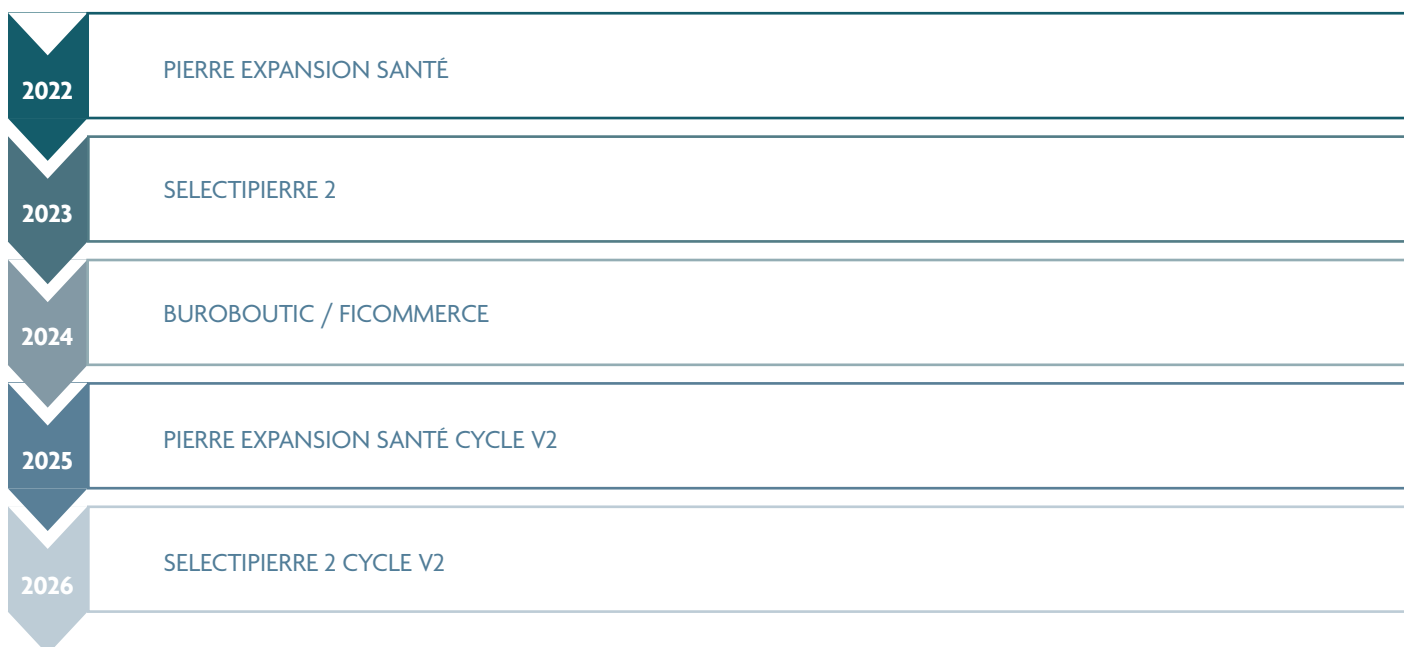 2022
PIERRE EXPANSION SANTÉ
2023
SELECTIPIERRE 2
2024
BUROBOUTIC / FICOMMERCE
2025
PIERRE EXPANSION SANTÉ CYCLE V2
2026
SELECTIPIERRE 2 CYCLE V2